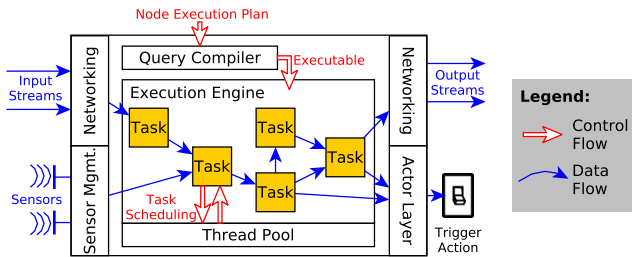 Node Execution Plan
Query Compiler
Executable
Input
Streams
Networking
Execution Engine
Task
Task
Task
Task
Task
Networking
Output
Streams
Sensors
Sensor Mgmt.
Task
Scheduling
Thread Pool
Actor Layer
Trigger
Action
Legend:
Control
Flow
Data
Flow